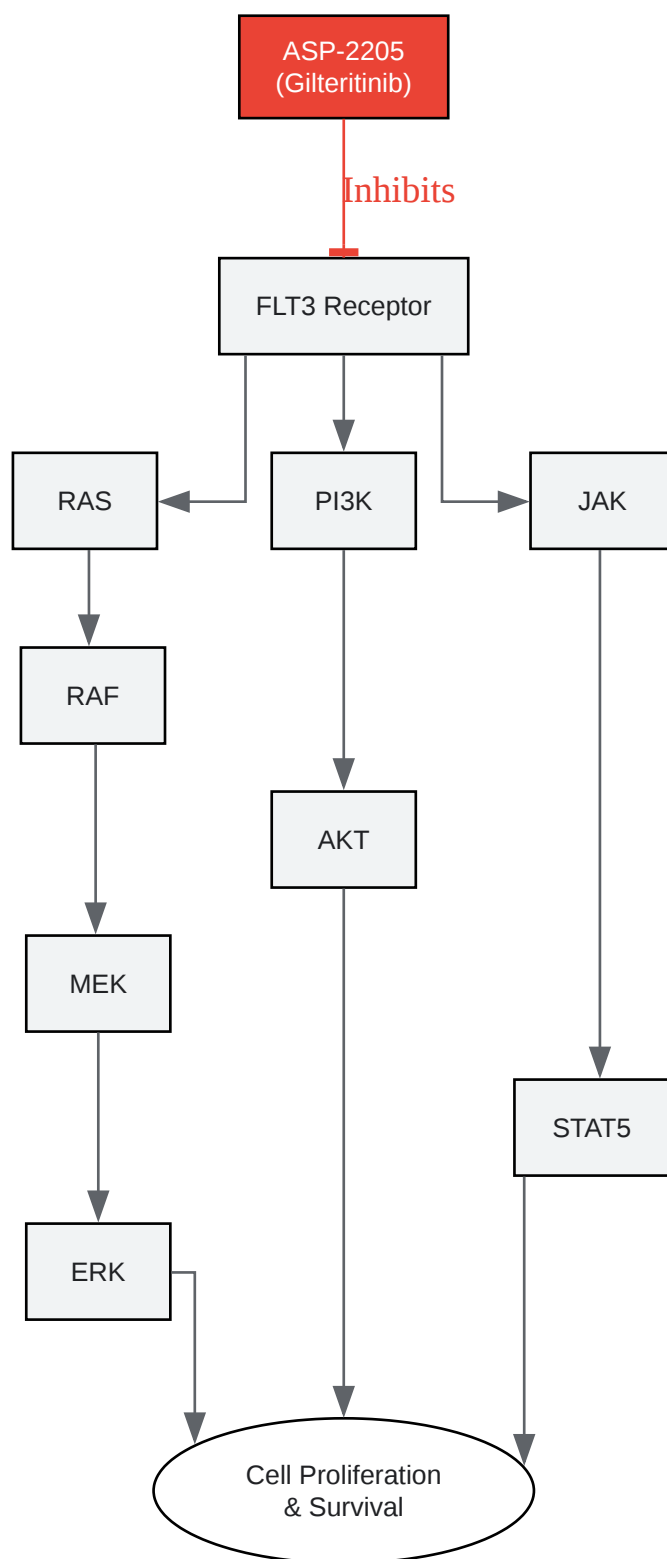 ASP-2205
(Gilteritinib)
Inhibits
FLT3 Receptor
RAS
PI3K
JAK
RAF
AKT
MEK
STAT5
ERK
Cell Proliferation
& Survival